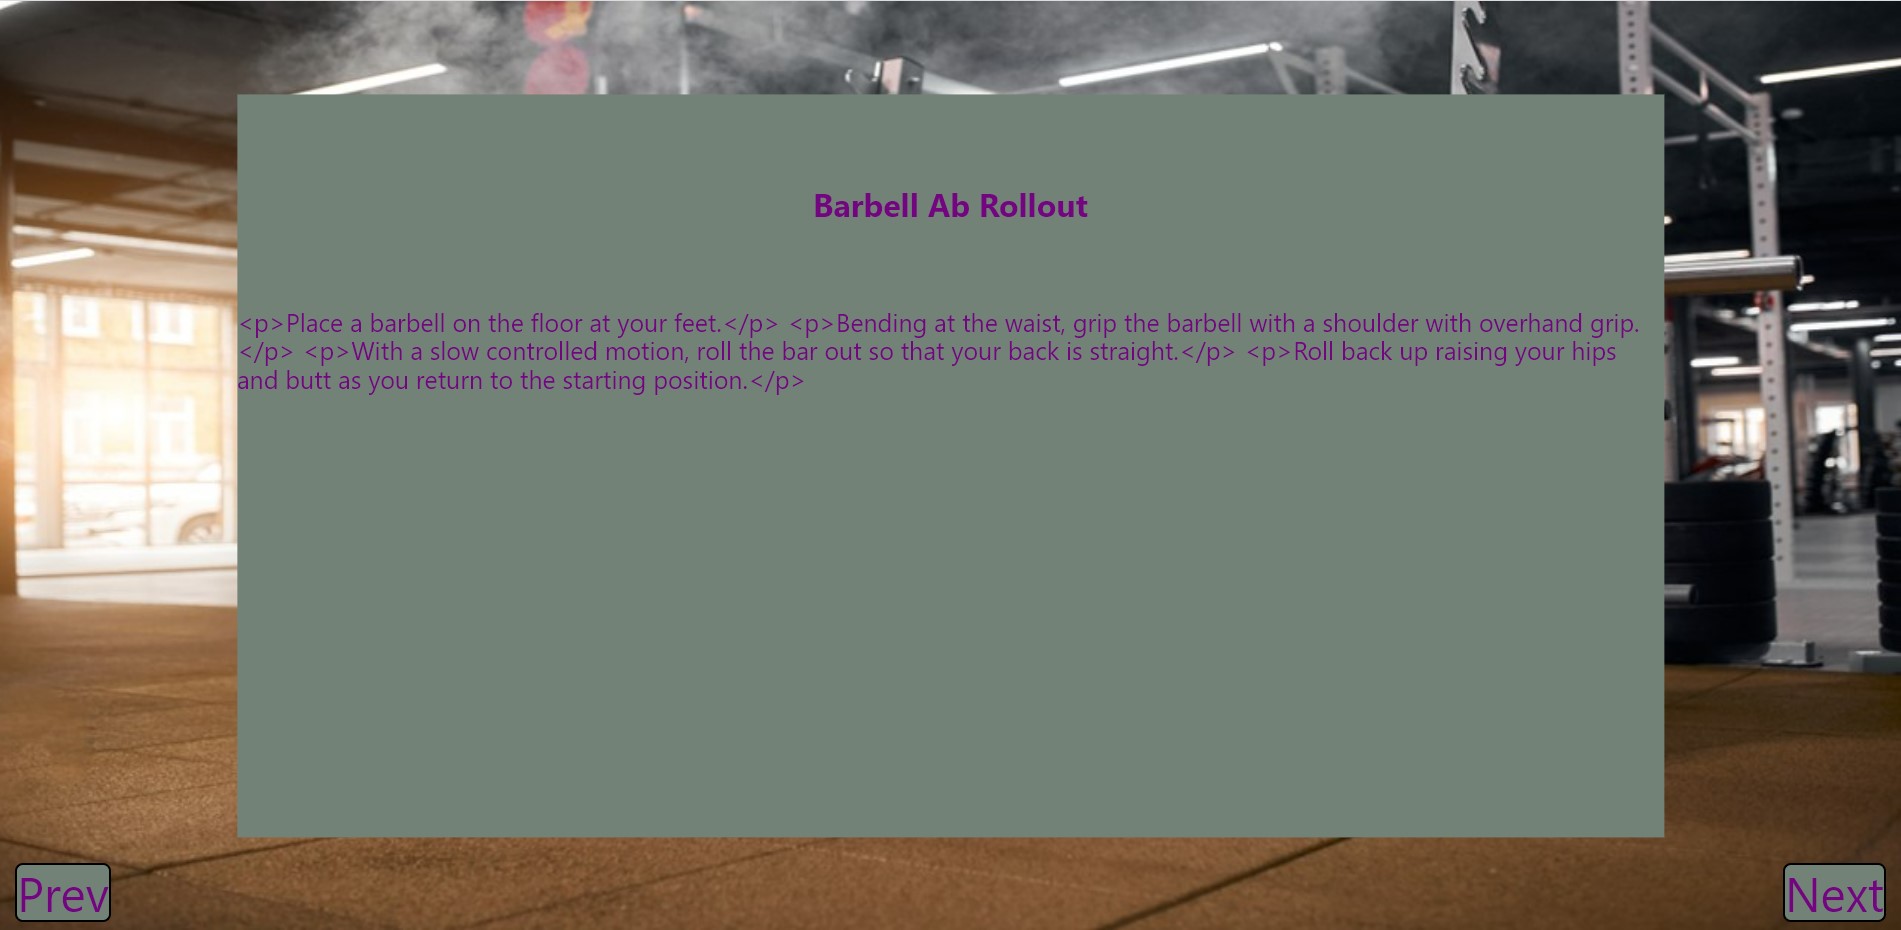 Barbell Ab Rollout
<p>Place a barbell on the floor at your feet.</p> <p>Bending at the waist, grip the barbell with a shoulder with overhand grip.
</p> <p>With a slow controlled motion, roll the bar out so that your back is straight.</p> <p>Roll back up raising your hips
and butt as you return to the starting position.</p>
Prev
Next